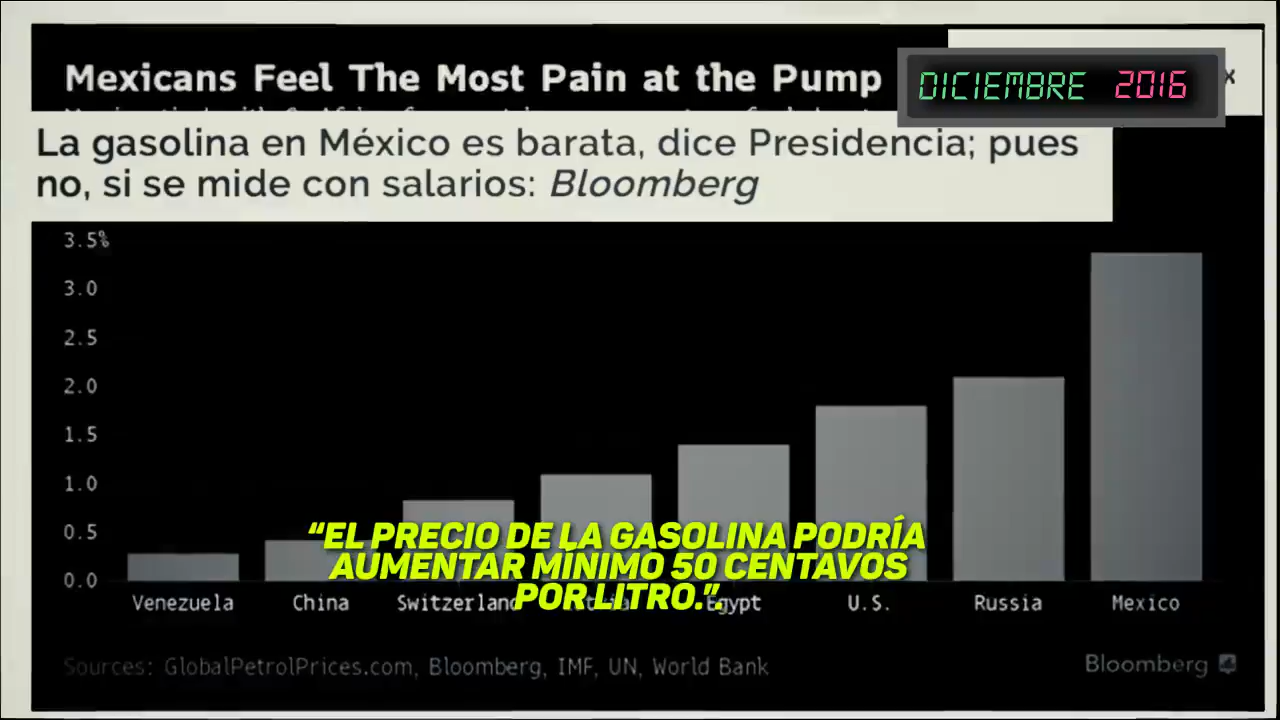 Mexicans Feel The Most Pain at the Pump
DICIEMBRE 2016
x
La gasolina en México es barata, dice Presidencia; pues
no, si se mide con salarios: Bloomberg
3.5%
3.0
2.5
2.0
1.5
1.0
0.5
0.0
“EL PRECIO DE LA GASOLINA PODRÍA
AUMENTAR MÍNIMO 50 CENTAVOS
POR LITRO.”
Venezuela China Switzerland Egypt U.S. Russia Mexico
Sources: GlobalPetrolPrices.com, Bloomberg, IMF, UN, World Bank
Bloomberg